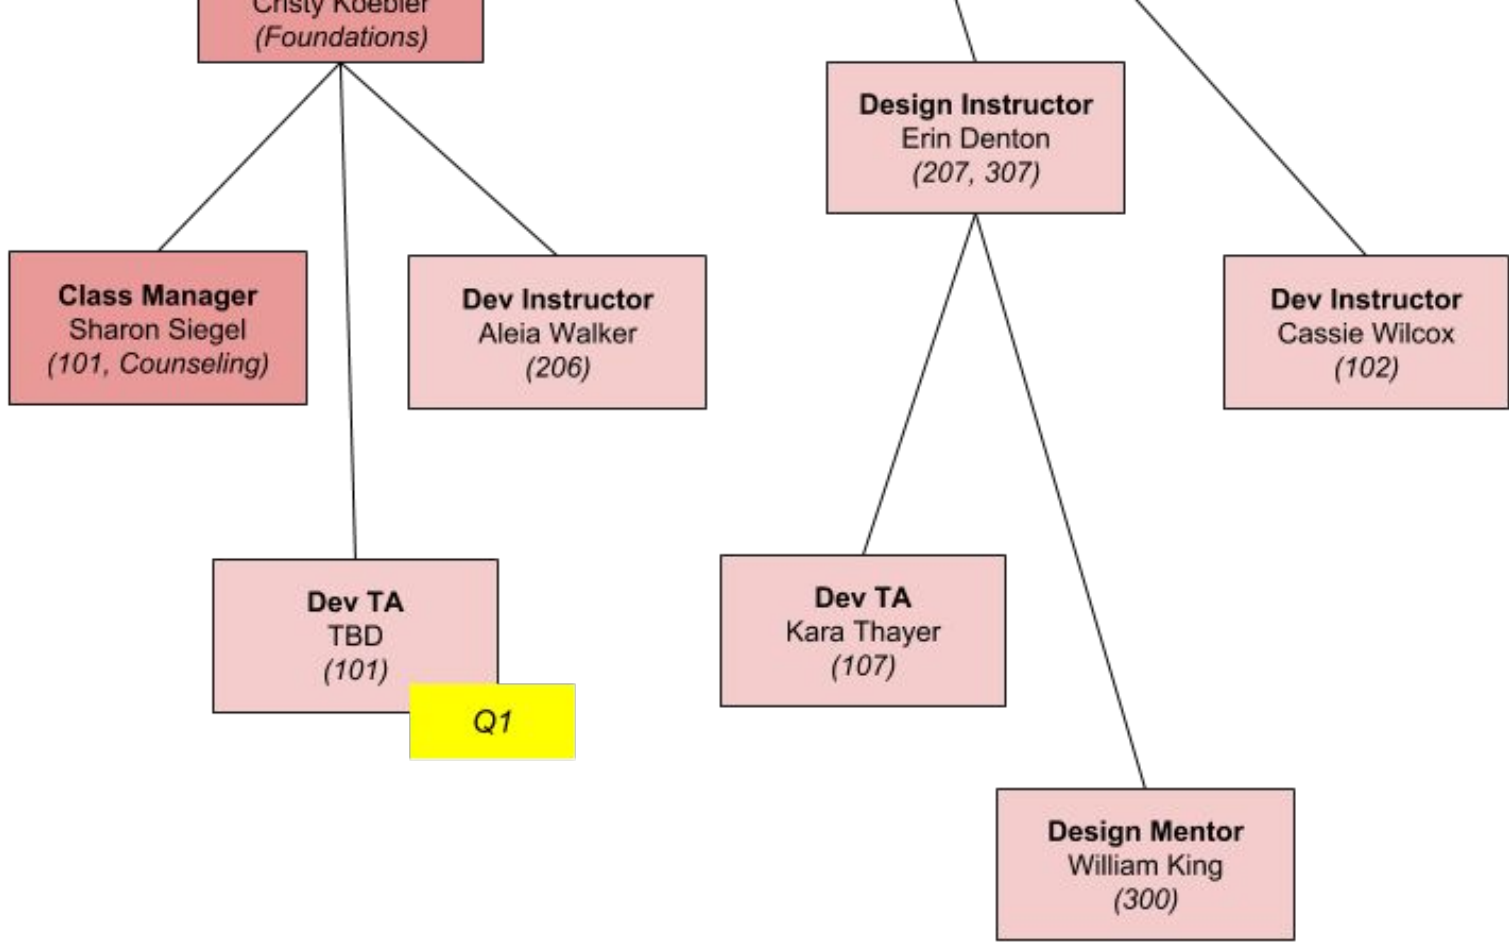 Cristy Koebler
(Foundations)
Design Instructor
Erin Denton
(207, 307)
Class Manager
Sharon Siegel
(101, Counseling)
Dev Instructor
Aleia Walker
(206)
Dev Instructor
Cassie Wilcox
(102)
Dev TA
TBD
(101)
Q1
Dev TA
Kara Thayer
(107)
Design Mentor
William King
(300)